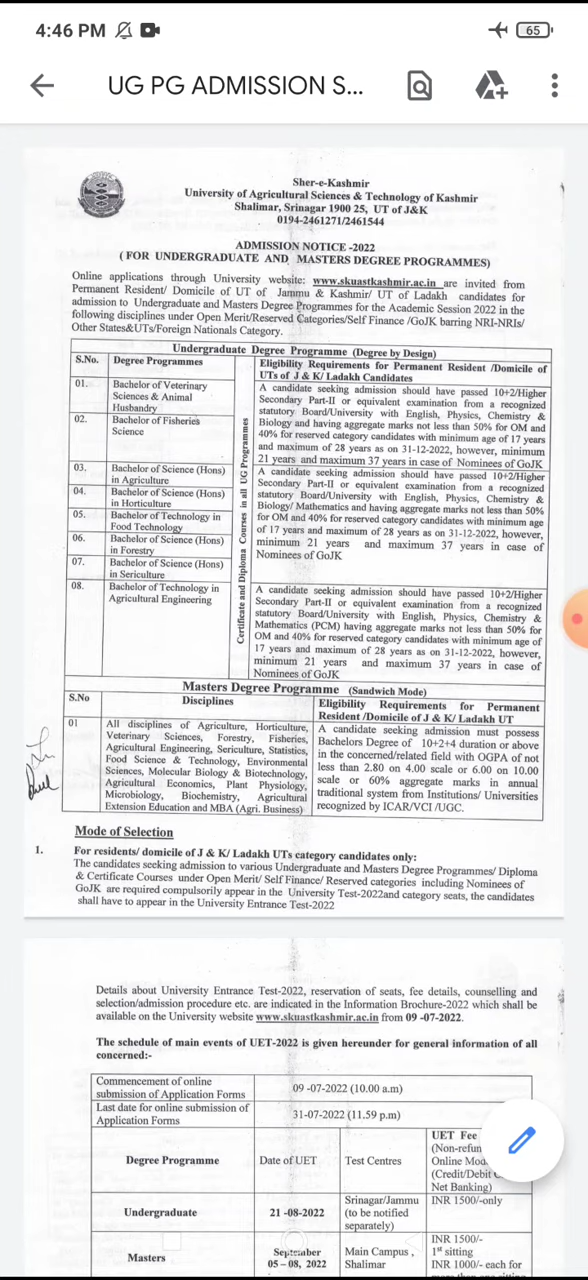 4:46 PM
65
UG PG ADMISSION S...
Sher-e-Kashmir
University of Agricultural Sciences & Technology of Kashmir
Shalimar, Srinagar 1900 25, UT of J&K
0194-2461271/2461544
ADMISSION NOTICE -2022
( FOR UNDERGRADUATE AND MASTERS DEGREE PROGRAMMES)
Online applications through University website: www.skuastkashmir.ac.in are invited from
Permanent Resident/ Domicile of UT of Jammu & Kashmir/ UT of Ladakh candidates for
admission to Undergraduate and Masters Degree Programmes for the Academic Session 2022 in the
following disciplines under Open Merit/Reserved Categories/Self Finance /GoJK barring NRI-NRIs/
Other States&UTs/Foreign Nationals Category.
Undergraduate Degree Programme (Degree by Design)
S.No. Degree Programmes
Eligibility Requirements for Permanent Resident /Domicile of
UTs of J & K/ Ladakh Candidates
01. Bachelor of Veterinary
Sciences & Animal
Husbandry
02. Bachelor of Fisheries
Science
A candidate seeking admission should have passed 10+2/Higher
Secondary Part-II or equivalent examination from a recognized
statutory Board/University with English, Physics, Chemistry &
Biology and having aggregate marks not less than 50% for OM and
40% for reserved category candidates with minimum age of 17 years
and maximum of 28 years as on 31-12-2022, however, minimum
21 years and maximum 37 years in case of Nominees of GoJK
03. Bachelor of Science (Hons)
in Agriculture
04. Bachelor of Science (Hons)
in Horticulture
05. Bachelor of Technology in
Food Technology
06. Bachelor of Science (Hons)
in Forestry
07. Bachelor of Science (Hons)
in Sericulture
A candidate seeking admission should have passed 10+2/Higher
Secondary Part-II or equivalent examination from a recognized
statutory Board/University with English, Physics, Chemistry &
Biology/ Mathematics and having aggregate marks not less than 50%
for OM and 40% for reserved category candidates with minimum age
of 17 years and maximum of 28 years as on 31-12-2022, however,
minimum 21 years and maximum 37 years in case of
Nominees of GoJK
08. Bachelor of Technology in
Agricultural Engineering
A candidate seeking admission should have passed 10+2/Higher
Secondary Part-II or equivalent examination from a recognized
statutory Board/University with English, Physics, Chemistry &
Mathematics (PCM) having aggregate marks not less than 50% for
OM and 40% for reserved category candidates with minimum age of
17 years and maximum of 28 years as on 31-12-2022, however,
minimum 21 years and maximum 37 years in case of
Nominees of GoJK
Certificate and Diploma Courses in all UG Programmes
Masters Degree Programme (Sandwich Mode)
S.No Disciplines
Eligibility Requirements for Permanent
Resident /Domicile of J & K/ Ladakh UT
01 All disciplines of Agriculture, Horticulture,
Veterinary Sciences, Forestry, Fisheries,
Agricultural Engineering, Sericulture, Statistics,
Food Science & Technology, Environmental
Sciences, Molecular Biology & Biotechnology,
Agricultural Economics, Plant Physiology,
Microbiology, Biochemistry, Agricultural
Extension Education and MBA (Agri. Business)
A candidate seeking admission must possess
Bachelors Degree of 10+2+4 duration or above
in the concerned/related field with OGPA of not
less than 2.80 on 4.00 scale or 6.00 on 10.00
scale or 60% aggregate marks in annual
traditional system from Institutions/ Universities
recognized by ICAR/VCI /UGC.
Mode of Selection
1. For residents/ domicile of J & K/ Ladakh UTs category candidates only:
The candidates seeking admission to various Undergraduate and Masters Degree Programmes/ Diploma
& Certificate Courses under Open Merit/ Self Finance/ Reserved categories including Nominees of
GoJK are required compulsorily appear in the University Test-2022and category seats, the candidates
shall have to appear in the University Entrance Test-2022
Details about University Entrance Test-2022, reservation of seats, fee details, counselling and
selection/admission procedure etc. are indicated in the Information Brochure-2022 which shall be
available on the University website www.skuastkashmir.ac.in from 09 -07-2022.
The schedule of main events of UET-2022 is given hereunder for general information of all
concerned:-
Commencement of online
submission of Application Forms
09 -07-2022 (10.00 a.m)
Last date for online submission of
Application Forms
31-07-2022 (11.59 p.m)
Degree Programme
Date of UET
Test Centres
UET Fee
(Non-refun
Online Mod
(Credit/Debit
Net Banking)
Undergraduate
21 -08-2022
Srinagar/Jammu
(to be notified
separately)
INR 1500/-only
Masters
September
05 – 08, 2022
Main Campus ,
Shalimar
INR 1500/-
1st sitting
INR 1000/- each for